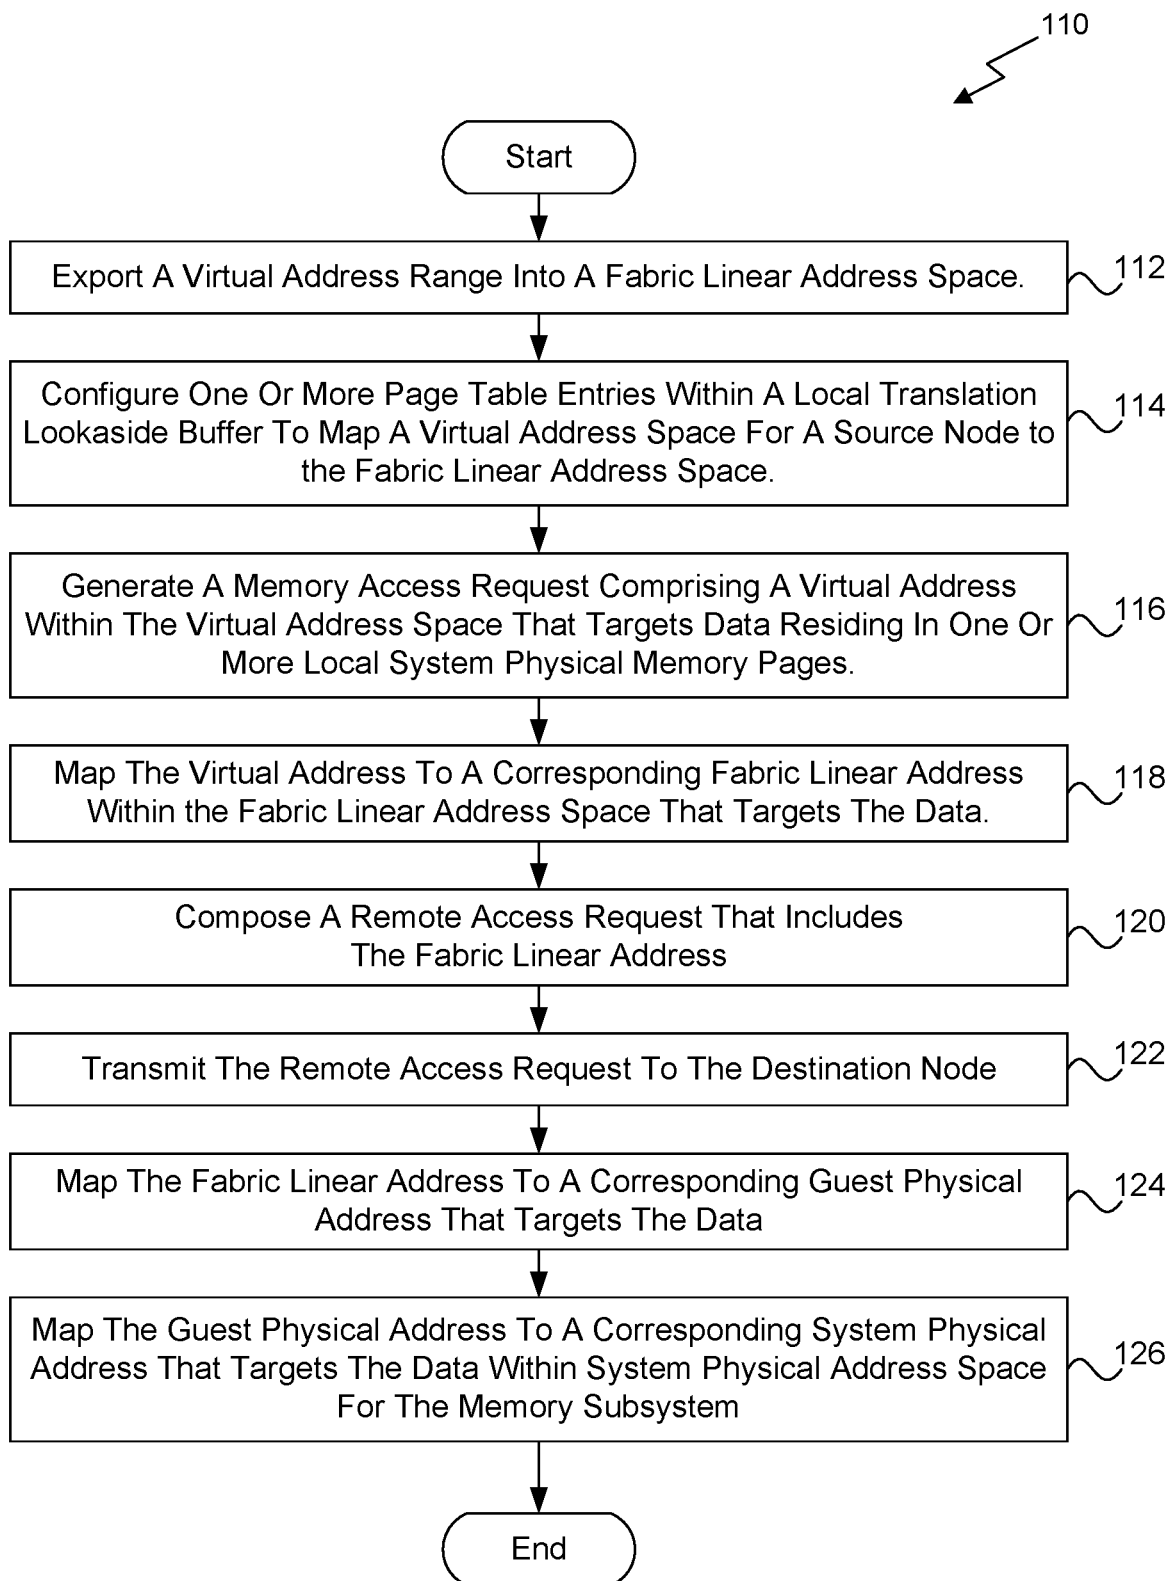 110
Start
Export A Virtual Address Range Into A Fabric Linear Address Space.
112
Configure One Or More Page Table Entries Within A Local Translation
Lookaside Buffer To Map A Virtual Address Space For A Source Node to
the Fabric Linear Address Space.
114
Generate A Memory Access Request Comprising A Virtual Address
Within The Virtual Address Space That Targets Data Residing In One Or
More Local System Physical Memory Pages.
116
Map The Virtual Address To A Corresponding Fabric Linear Address
Within the Fabric Linear Address Space That Targets The Data.
118
Compose A Remote Access Request That Includes
The Fabric Linear Address
120
Transmit The Remote Access Request To The Destination Node
122
Map The Fabric Linear Address To A Corresponding Guest Physical
Address That Targets The Data
124
Map The Guest Physical Address To A Corresponding System Physical
Address That Targets The Data Within System Physical Address Space
For The Memory Subsystem
126
End